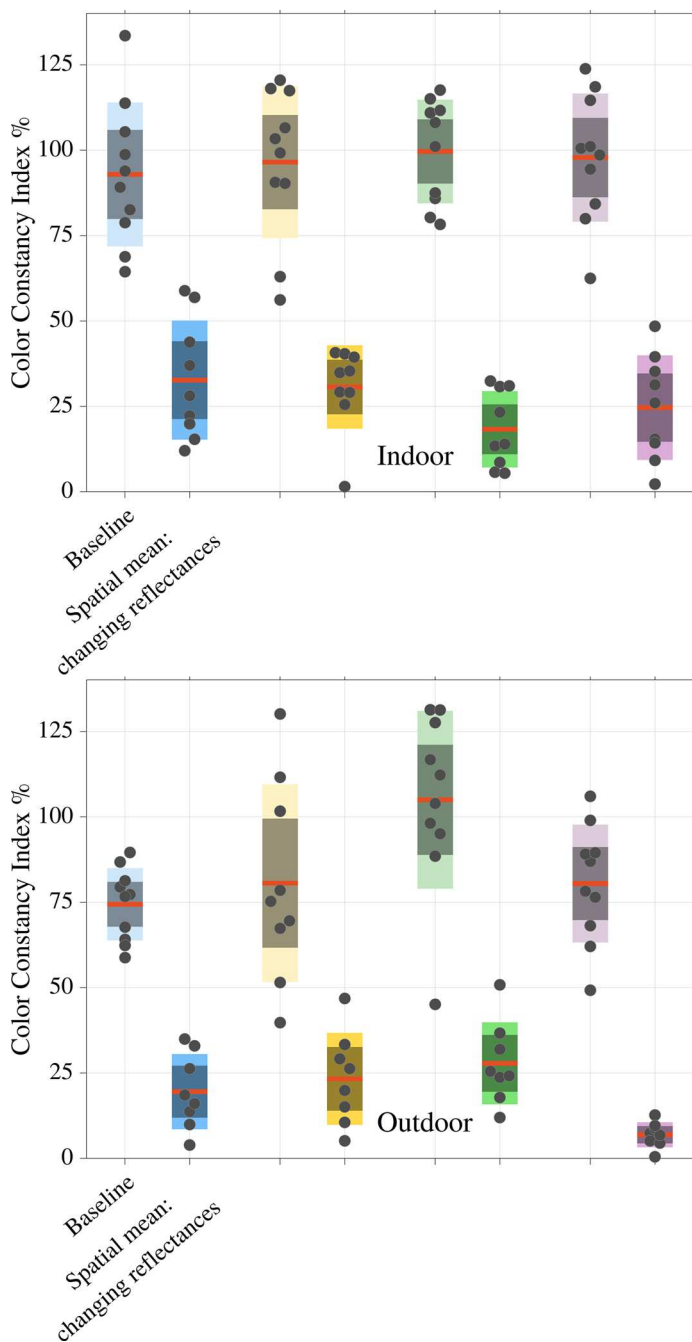 Color Constancy Index %
125
100
75
50
25
0
Indoor
Baseline
Spatial mean:
changing reflectances
Color Constancy Index %
125
100
75
50
25
0
Outdoor
Baseline
Spatial mean:
changing reflectances